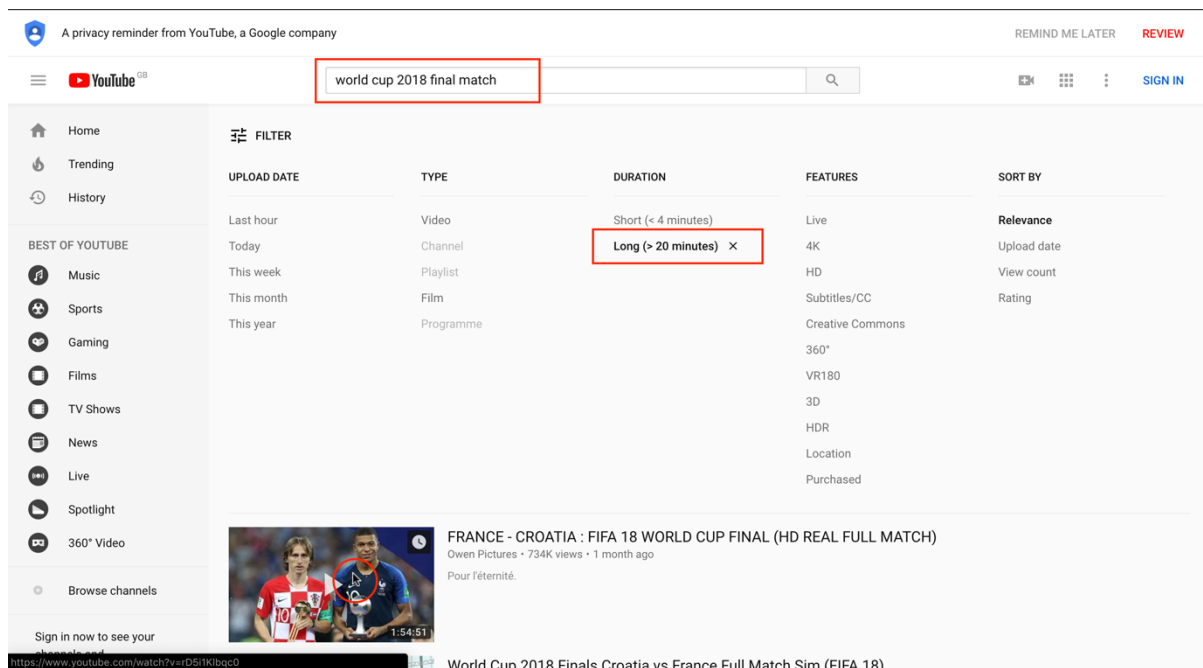 A privacy reminder from YouTube, a Google company
REMIND ME LATER
REVIEW
YouTube GB
world cup 2018 final match
SIGN IN
Home
Trending
History
BEST OF YOUTUBE
Music
Sports
Gaming
Films
TV Shows
News
Live
Spotlight
360° Video
Browse channels
Sign in now to see your
channels and
FILTER
UPLOAD DATE
Last hour
Today
This week
This month
This year
TYPE
Video
Channel
Playlist
Film
Programme
DURATION
Short (< 4 minutes)
Long (> 20 minutes) ×
FEATURES
Live
4K
HD
Subtitles/CC
Creative Commons
360°
VR180
3D
HDR
Location
Purchased
SORT BY
Relevance
Upload date
View count
Rating
10
1:54:51
FRANCE - CROATIA : FIFA 18 WORLD CUP FINAL (HD REAL FULL MATCH)
Owen Pictures • 734K views • 1 month ago
Pour l'éternité.
World Cup 2018 Finals Croatia vs France Full Match Sim (FIFA 18)
https://www.youtube.com/watch?v=rD5i1Klbqc0